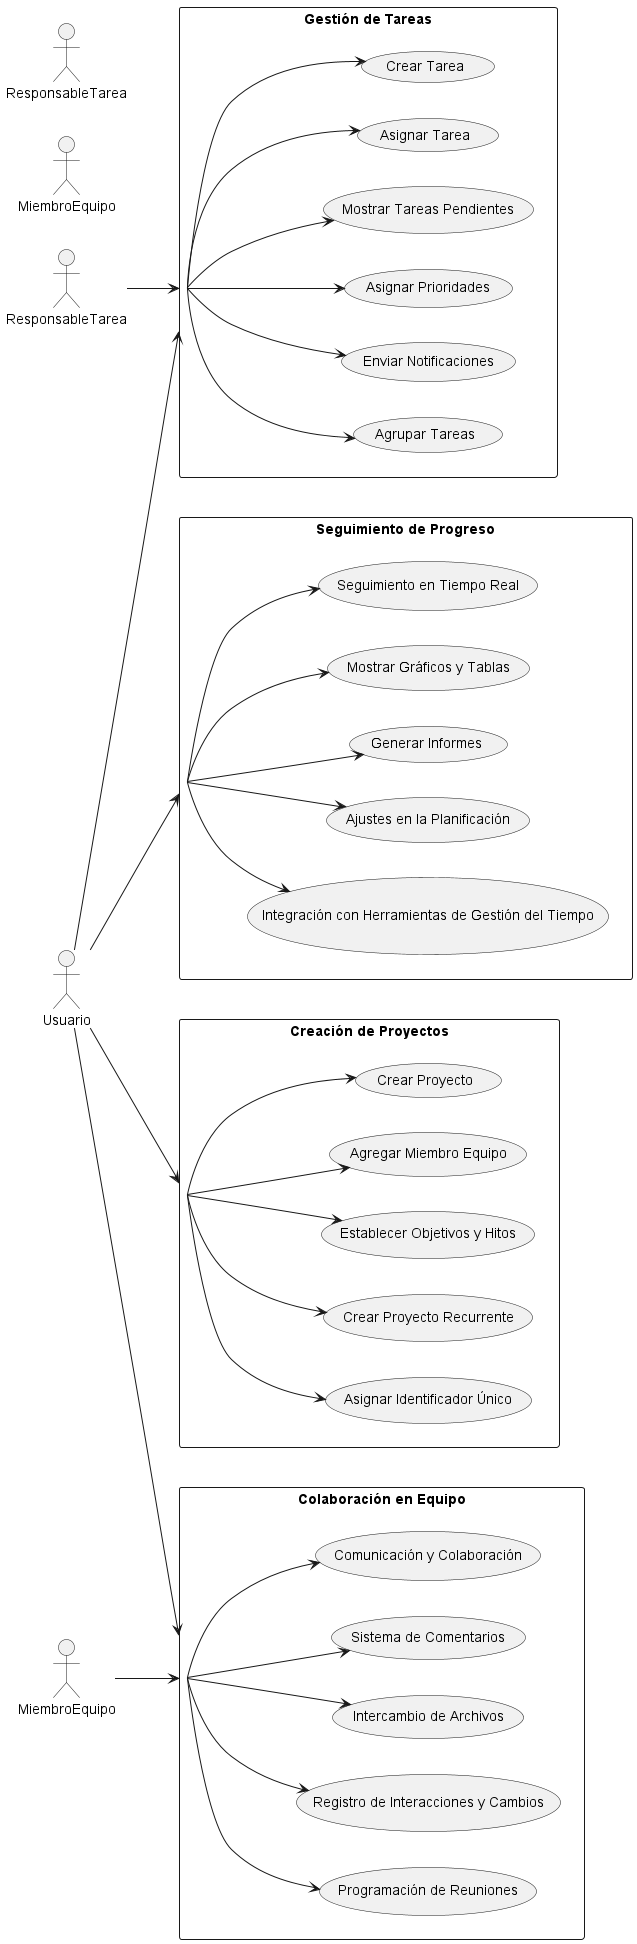 ResponsableTarea
MiembroEquipo
ResponsableTarea
Gestión de Tareas
Crear Tarea
Asignar Tarea
Mostrar Tareas Pendientes
Asignar Prioridades
Enviar Notificaciones
Agrupar Tareas
Seguimiento de Progreso
Seguimiento en Tiempo Real
Mostrar Gráficos y Tablas
Generar Informes
Ajustes en la Planificación
Integración con Herramientas de Gestión del Tiempo
Usuario
Creación de Proyectos
Crear Proyecto
Agregar Miembro Equipo
Establecer Objetivos y Hitos
Crear Proyecto Recurrente
Asignar Identificador Único
Colaboración en Equipo
Comunicación y Colaboración
Sistema de Comentarios
Intercambio de Archivos
Registro de Interacciones y Cambios
Programación de Reuniones
MiembroEquipo